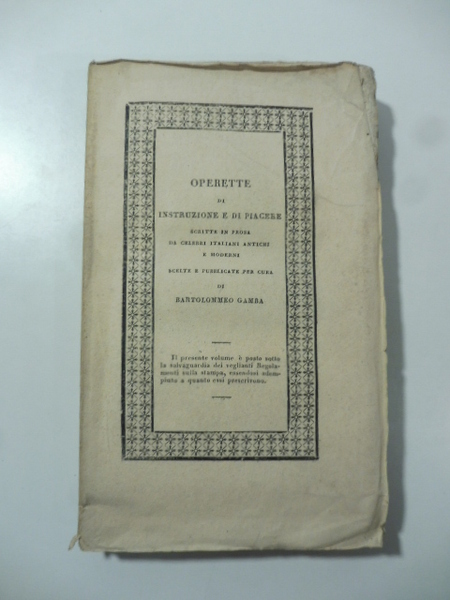 OPERETTE
DI
INSTRUZIONE E DI PIACERE
SCRITTE IN PROSA
DA CELEBRI ITALIANI ANTICHI
E MODERNI
SCELTE E PUBBLICATE PER CURA
DI
BARTOLOMMEO GAMBA
Il presente volume è posto sotto
la salvaguardia dei veglianti Regola-
menti sulla stampa, essendosi adem-
piuto a quanto essi prescrivono.